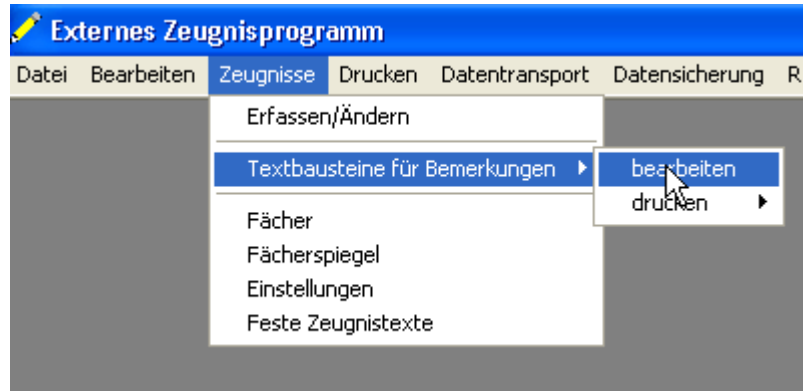 Externes Zeugnisprogramm
Datei Bearbeiten Zeugnisse Drucken Datentransport Datensicherung R
Erfassen/Ändern
Textbausteine für Bemerkungen
bearbeiten
drucken
Fächer
Fächerspiegel
Einstellungen
Feste Zeugnistexte